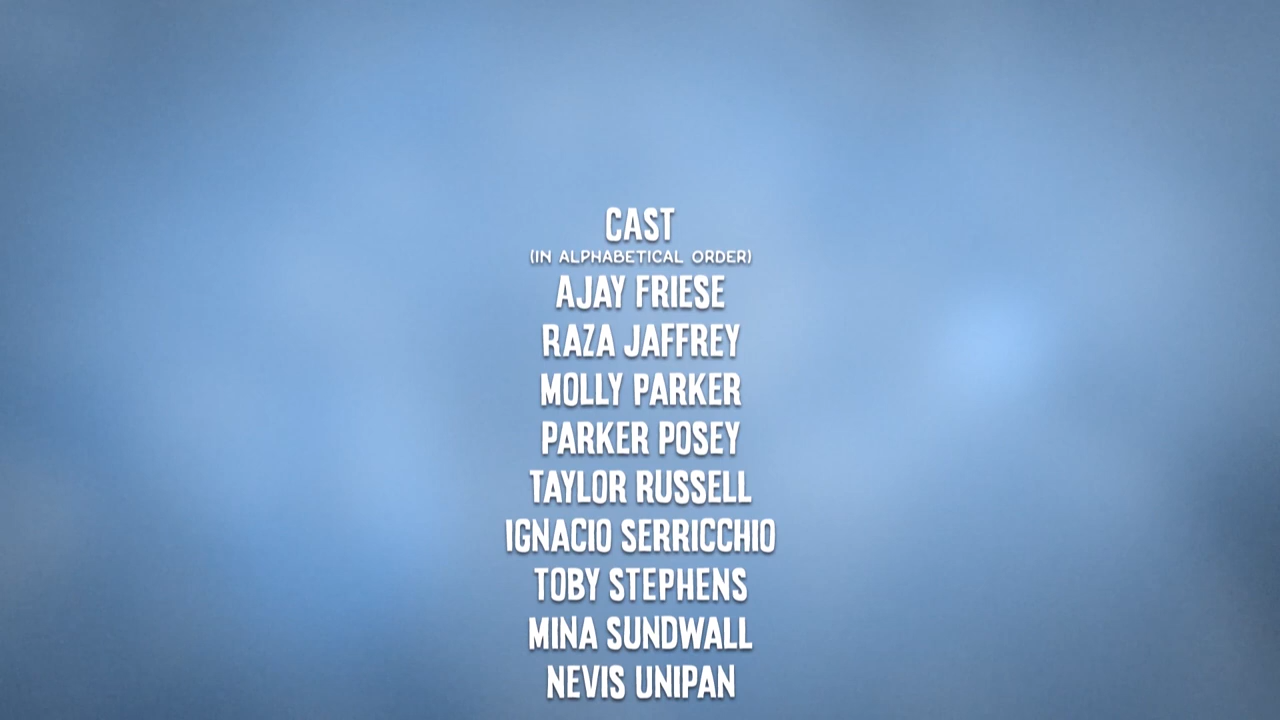 CAST
(IN ALPHABETICAL ORDER)
AJAY FRIESE
RAZA JAFFREY
MOLLY PARKER
PARKER POSEY
TAYLOR RUSSELL
IGNACIO SERRICCHIO
TOBY STEPHENS
MINA SUNDWALL
NEVIS UNIPAN